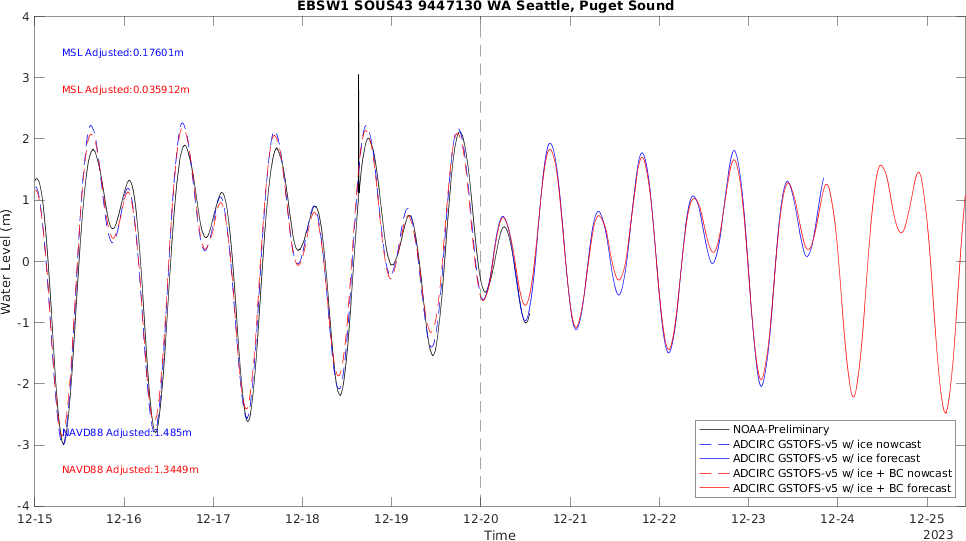 EBSW1 SOUS43 9447130 WA Seattle, Puget Sound
4
3
2
1
0
-1
-2
-3
-4
Water Level (m)
MSL Adjusted:0.17601m
MSL Adjusted:0.035912m
NAVD88 Adjusted:1.485m
NAVD88 Adjusted:1.3449m
NOAA-Preliminary
ADCIRC GSTOFS-v5 w/ ice nowcast
ADCIRC GSTOFS-v5 w/ ice forecast
ADCIRC GSTOFS-v5 w/ ice + BC nowcast
ADCIRC GSTOFS-v5 w/ ice + BC forecast
12-15 12-16 12-17 12-18 12-19 12-20 12-21 12-22 12-23 12-24 12-25
Time
2023